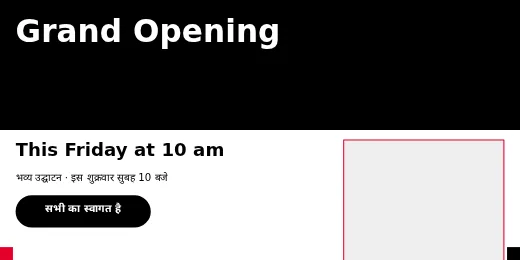 Grand Opening
This Friday at 10 am
भव्य उद्घाटन · इस शुक्रवार सुबह 10 बजे
सभी का स्वागत है